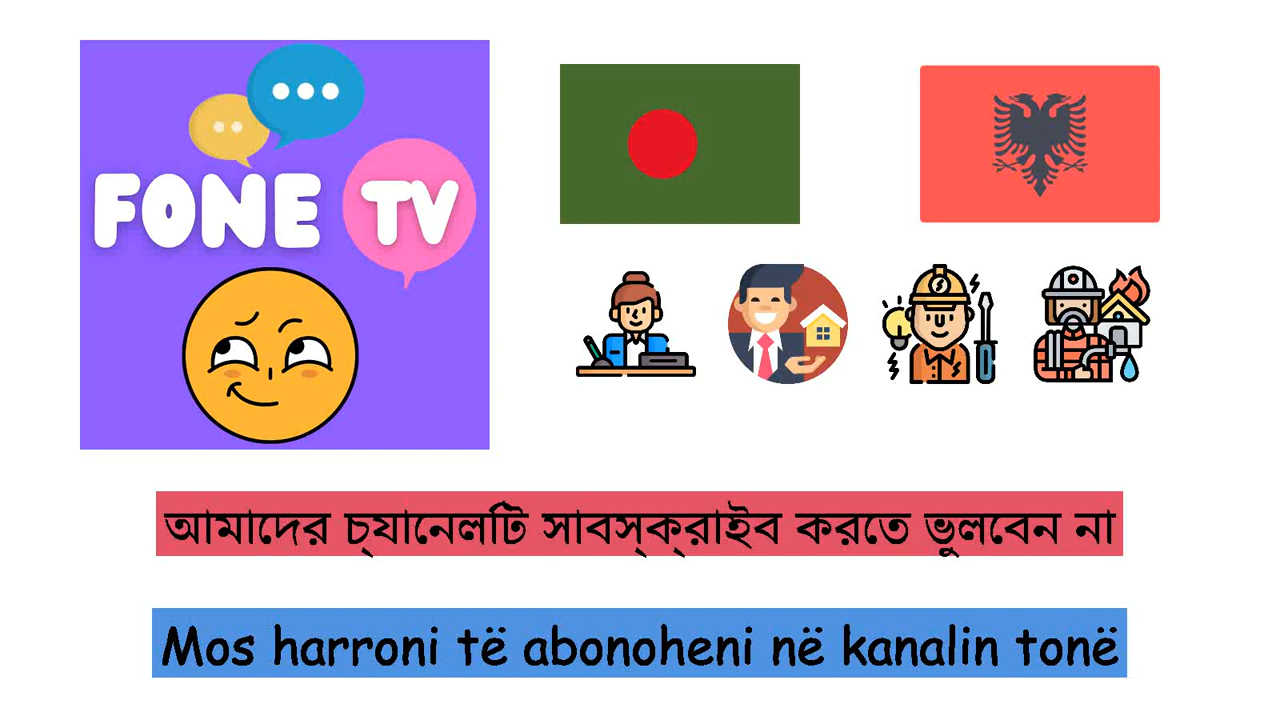 FONE TV
আমাদের চ্‌যানেলটি সাবস্‌ক্‌রাইব করতে ভুলবেন না
Mos harroni të abonoheni në kanalin tonë